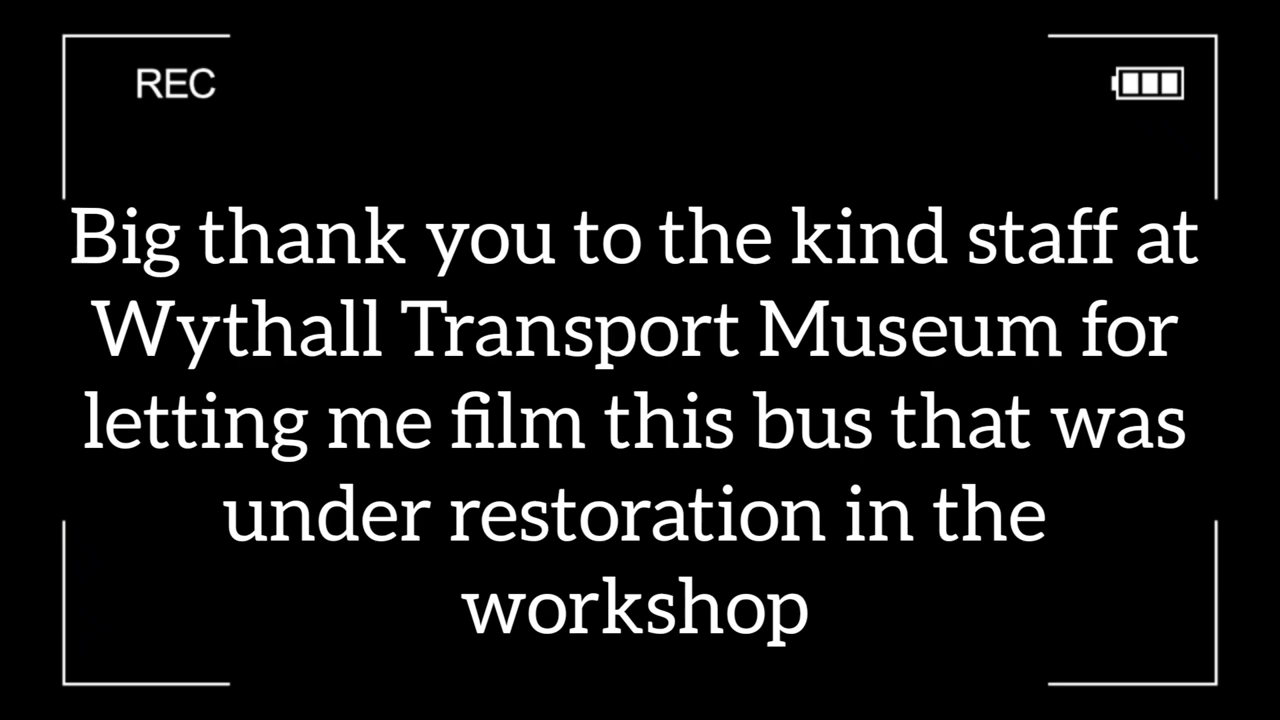 REC
Big thank you to the kind staff at
Wythall Transport Museum for
letting me film this bus that was
under restoration in the
workshop